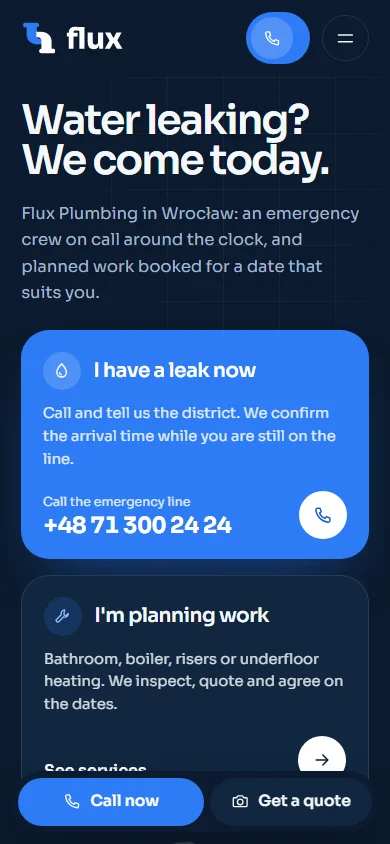 flux
Water leaking?
We come today.
Flux Plumbing in Wrocław: an emergency
crew on call around the clock, and
planned work booked for a date that
suits you.
I have a leak now
Call and tell us the district. We confirm
the arrival time while you are still on the
line.
Call the emergency line
+48 71 300 24 24
I'm planning work
Bathroom, boiler, risers or underfloor
heating. We inspect, quote and agree on
the dates.
See services
Call now
Get a quote